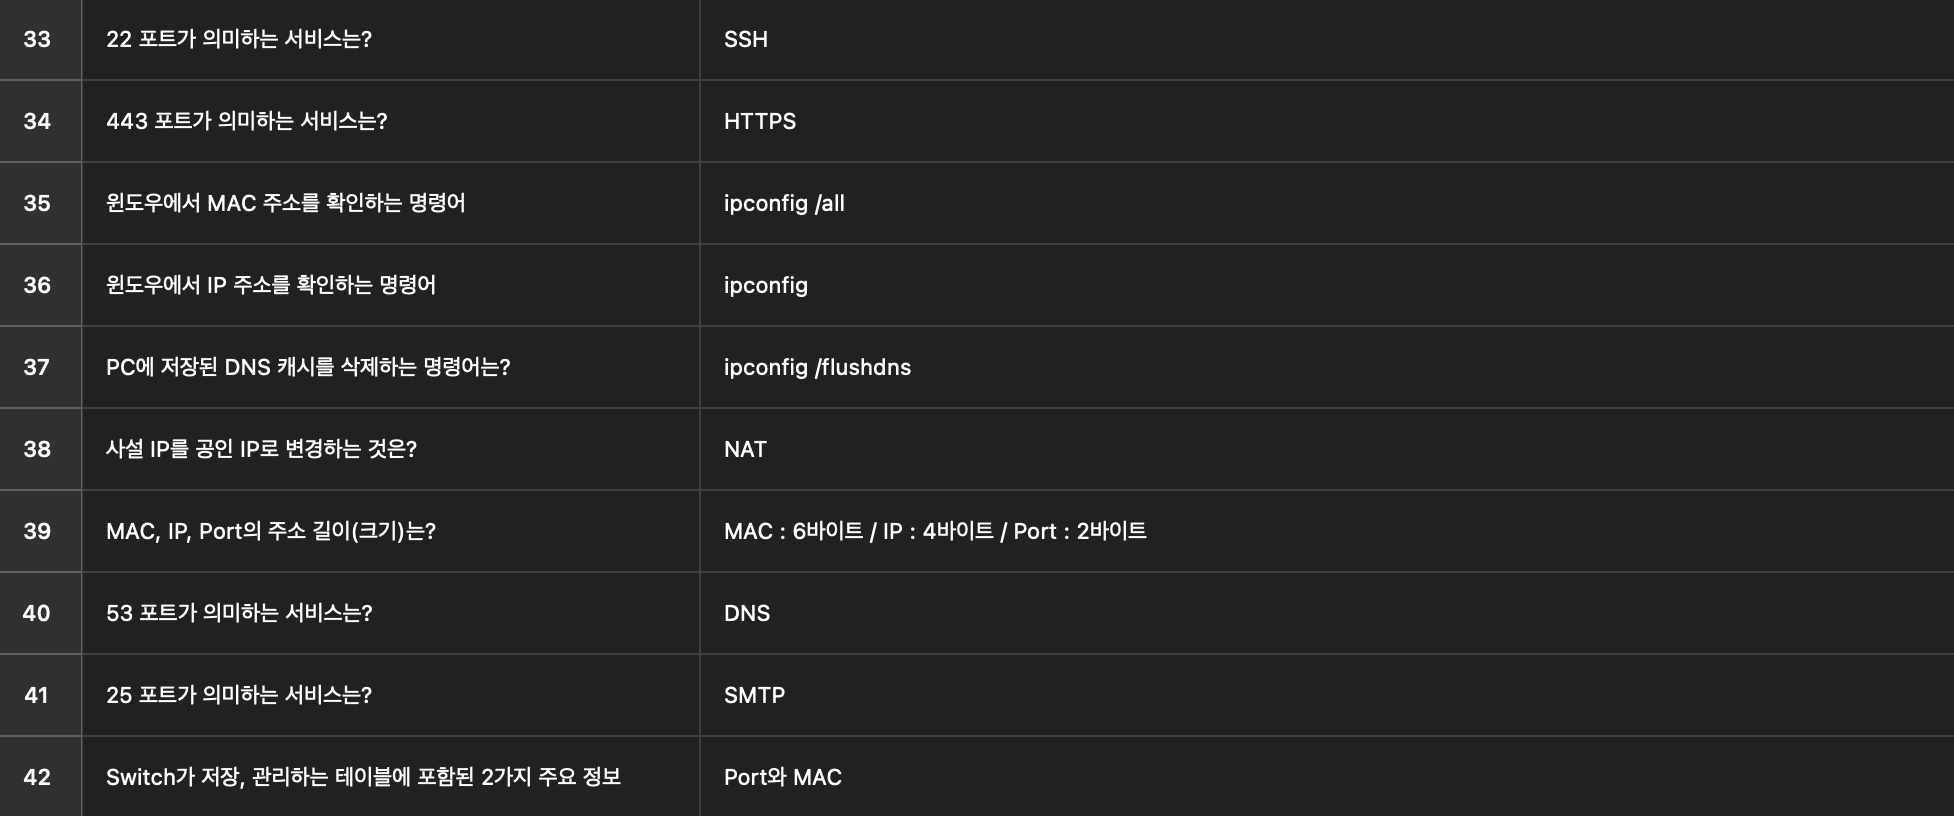 33 22 포트가 의미하는 서비스는? SSH
34 443 포트가 의미하는 서비스는? HTTPS
35 윈도우에서 MAC 주소를 확인하는 명령어 ipconfig /all
36 윈도우에서 IP 주소를 확인하는 명령어 ipconfig
37 PC에 저장된 DNS 캐시를 삭제하는 명령어는? ipconfig /flushdns
38 사설 IP를 공인 IP로 변경하는 것은? NAT
39 MAC, IP, Port의 주소 길이(크기)는? MAC : 6바이트 / IP : 4바이트 / Port : 2바이트
40 53 포트가 의미하는 서비스는? DNS
41 25 포트가 의미하는 서비스는? SMTP
42 Switch가 저장, 관리하는 테이블에 포함된 2가지 주요 정보 Port와 MAC